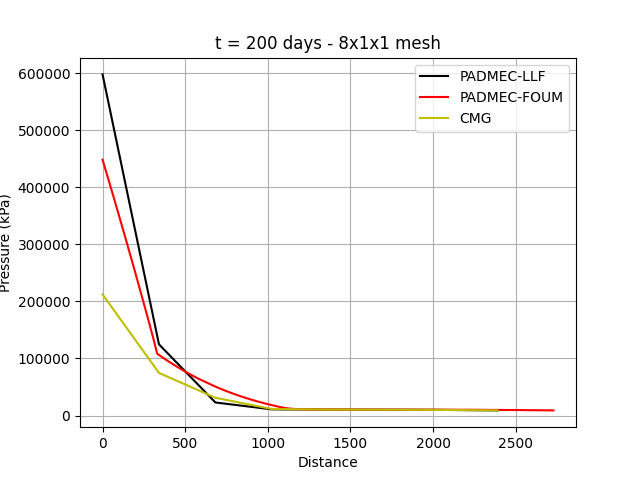 t = 200 days - 8x1x1 mesh
PADMEC-LLF
PADMEC-FOUM
CMG
Pressure (kPa)
600000
500000
400000
300000
200000
100000
0
0 500 1000 1500 2000 2500
Distance